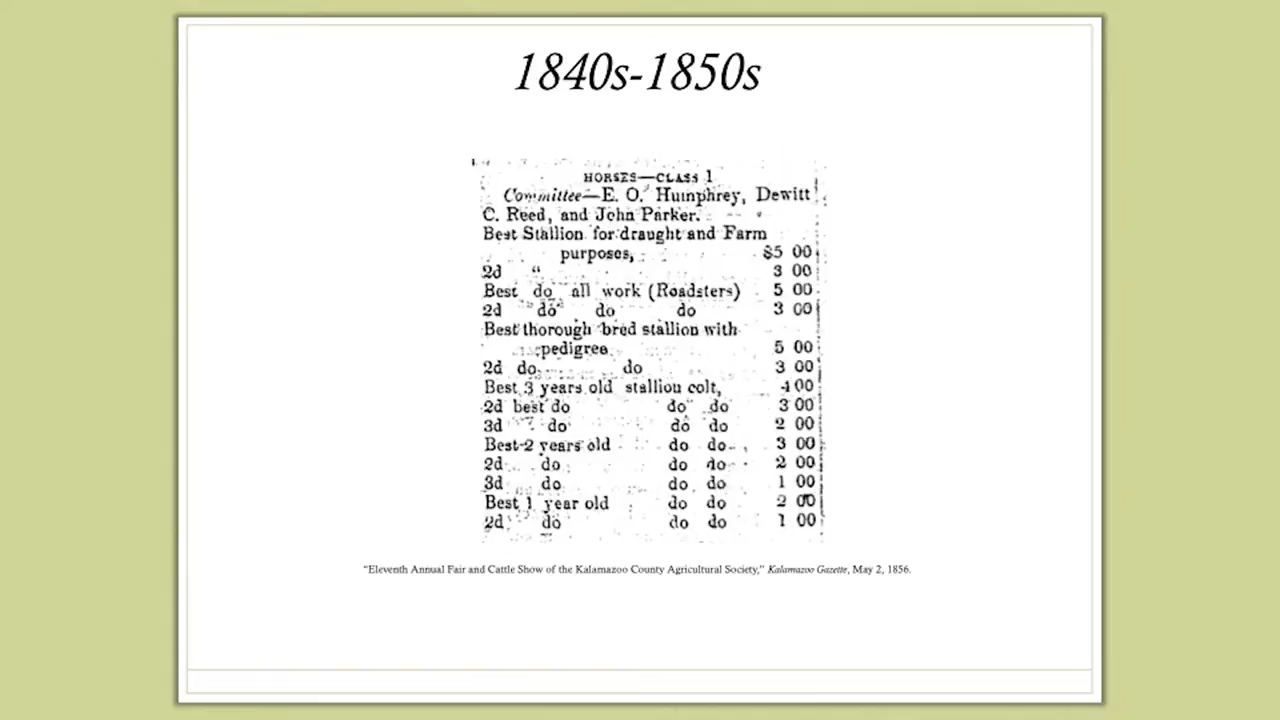 1840s-1850s
HORSES—CLASS 1
Committee—E. O. Humphrey, Dewitt
C. Reed, and John Parker.
Best Stallion for draught and Farm
purposes, $5 00
2d " 3 00
Best do all work (Roadsters) 5 00
2d do do do 3 00
Best thorough bred stallion with
pedigree 5 00
2d do do 3 00
Best 3 years old stallion colt, 4 00
2d best do do do 3 00
3d do do do 2 00
Best 2 years old do do 3 00
2d do do do 2 00
3d do do do 1 00
Best 1 year old do do 2 00
2d do do do 1 00
“Eleventh Annual Fair and Cattle Show of the Kalamazoo County Agricultural Society,” Kalamazoo Gazette, May 2, 1856.